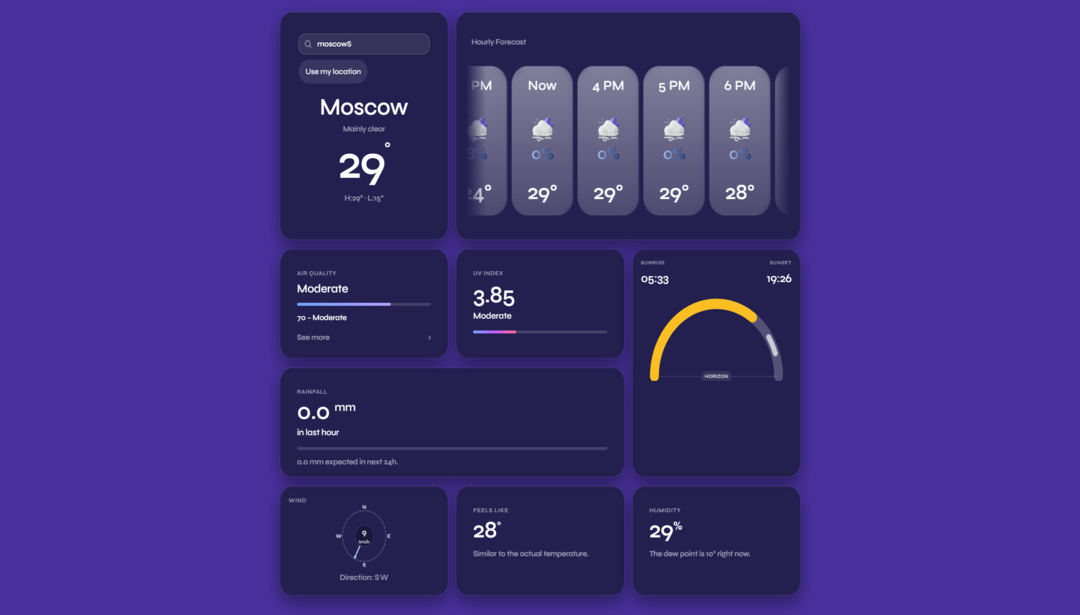 moscowS
Use my location
Moscow
Mainly clear
29°
H:29° · L:15°
Hourly Forecast
PM
Now
4 PM
5 PM
6 PM
0%
0%
0%
0%
29°
29°
29°
28°
AIR QUALITY
Moderate
70 - Moderate
See more ›
UV INDEX
3.85
Moderate
SUNRISE
SUNSET
05:33
19:26
HORIZON
RAINFALL
0.0 mm
in last hour
0.0 mm expected in next 24h.
WIND
N
W
9
E
km/h
S
Direction: SW
FEELS LIKE
28°
Similar to the actual temperature.
HUMIDITY
29%
The dew point is 10° right now.